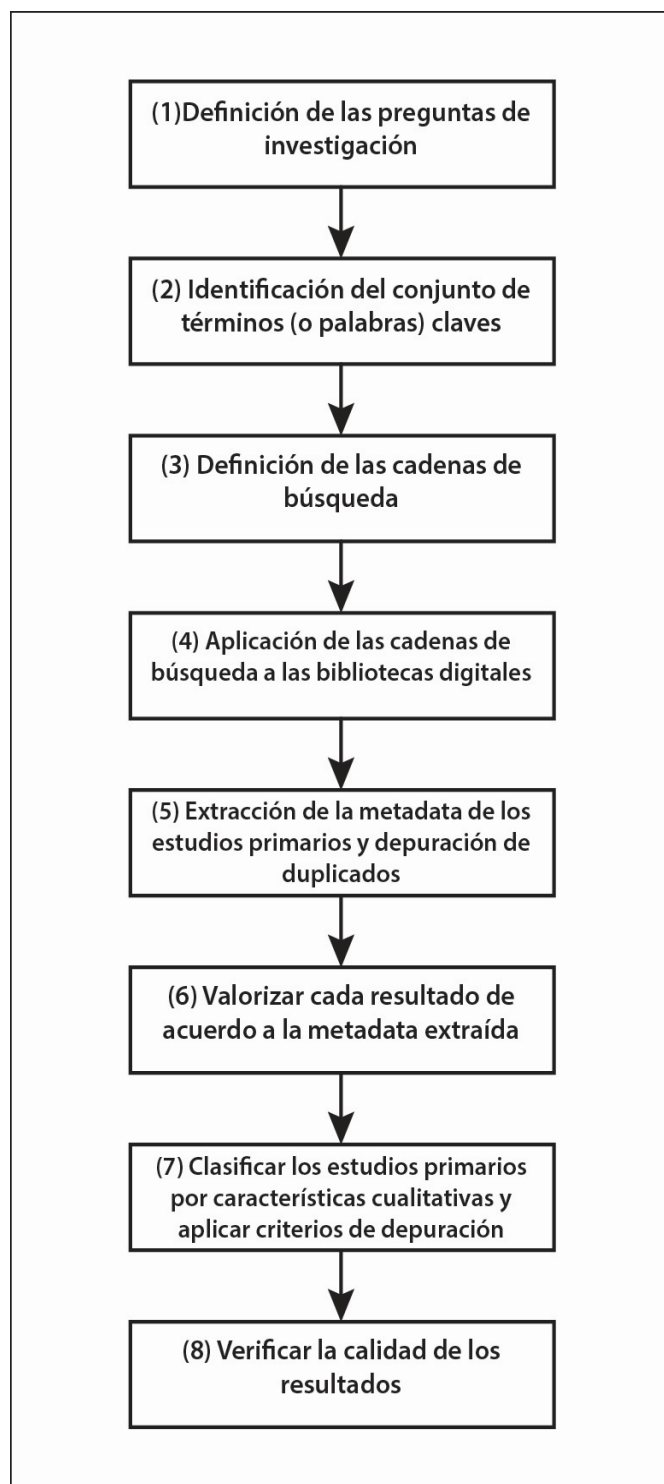 (1)Definición de las preguntas de
investigación
(2) Identificación del conjunto de
términos (o palabras) claves
(3) Definición de las cadenas de
búsqueda
(4) Aplicación de las cadenas de
búsqueda a las bibliotecas digitales
(5) Extracción de la metadata de los
estudios primarios y depuración de
duplicados
(6) Valorizar cada resultado de
acuerdo a la metadata extraída
(7) Clasificar los estudios primarios
por características cualitativas y
aplicar criterios de depuración
(8) Verificar la calidad de los
resultados